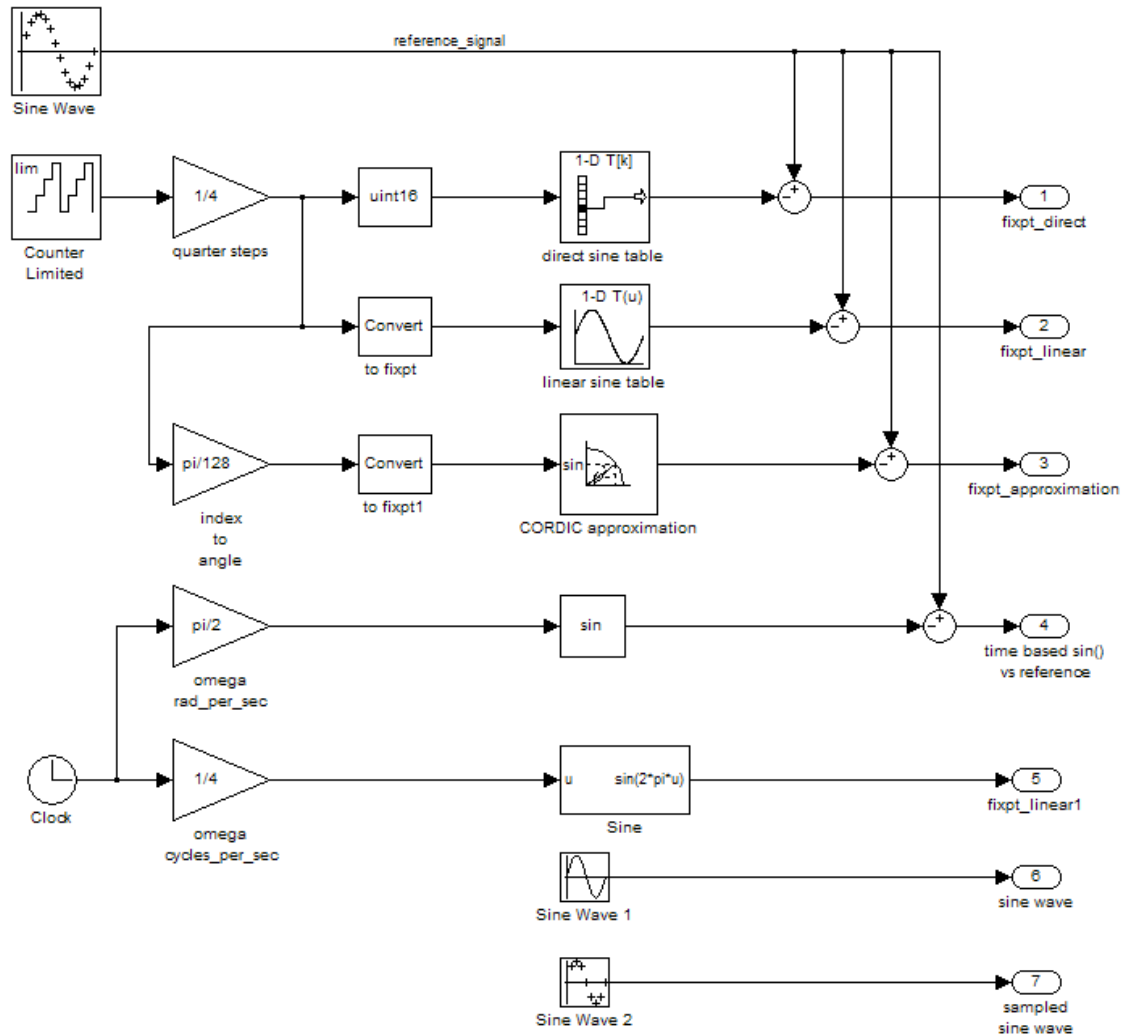 reference_signal
Sine Wave
lim
Counter
Limited
1/4
quarter steps
uint16
1-D T[k]
direct sine table
- +
1
fixpt_direct
Convert
to fixpt
1-D T(u)
linear sine table
- +
2
fixpt_linear
pi/128
index
to
angle
Convert
to fixpt1
sin
CORDIC approximation
- +
3
fixpt_approximation
pi/2
omega
rad_per_sec
sin
- +
4
time based sin()
vs reference
Clock
1/4
omega
cycles_per_sec
u sin(2*pi*u)
Sine
5
fixpt_linear1
Sine Wave 1
6
sine wave
Sine Wave 2
7
sampled
sine wave